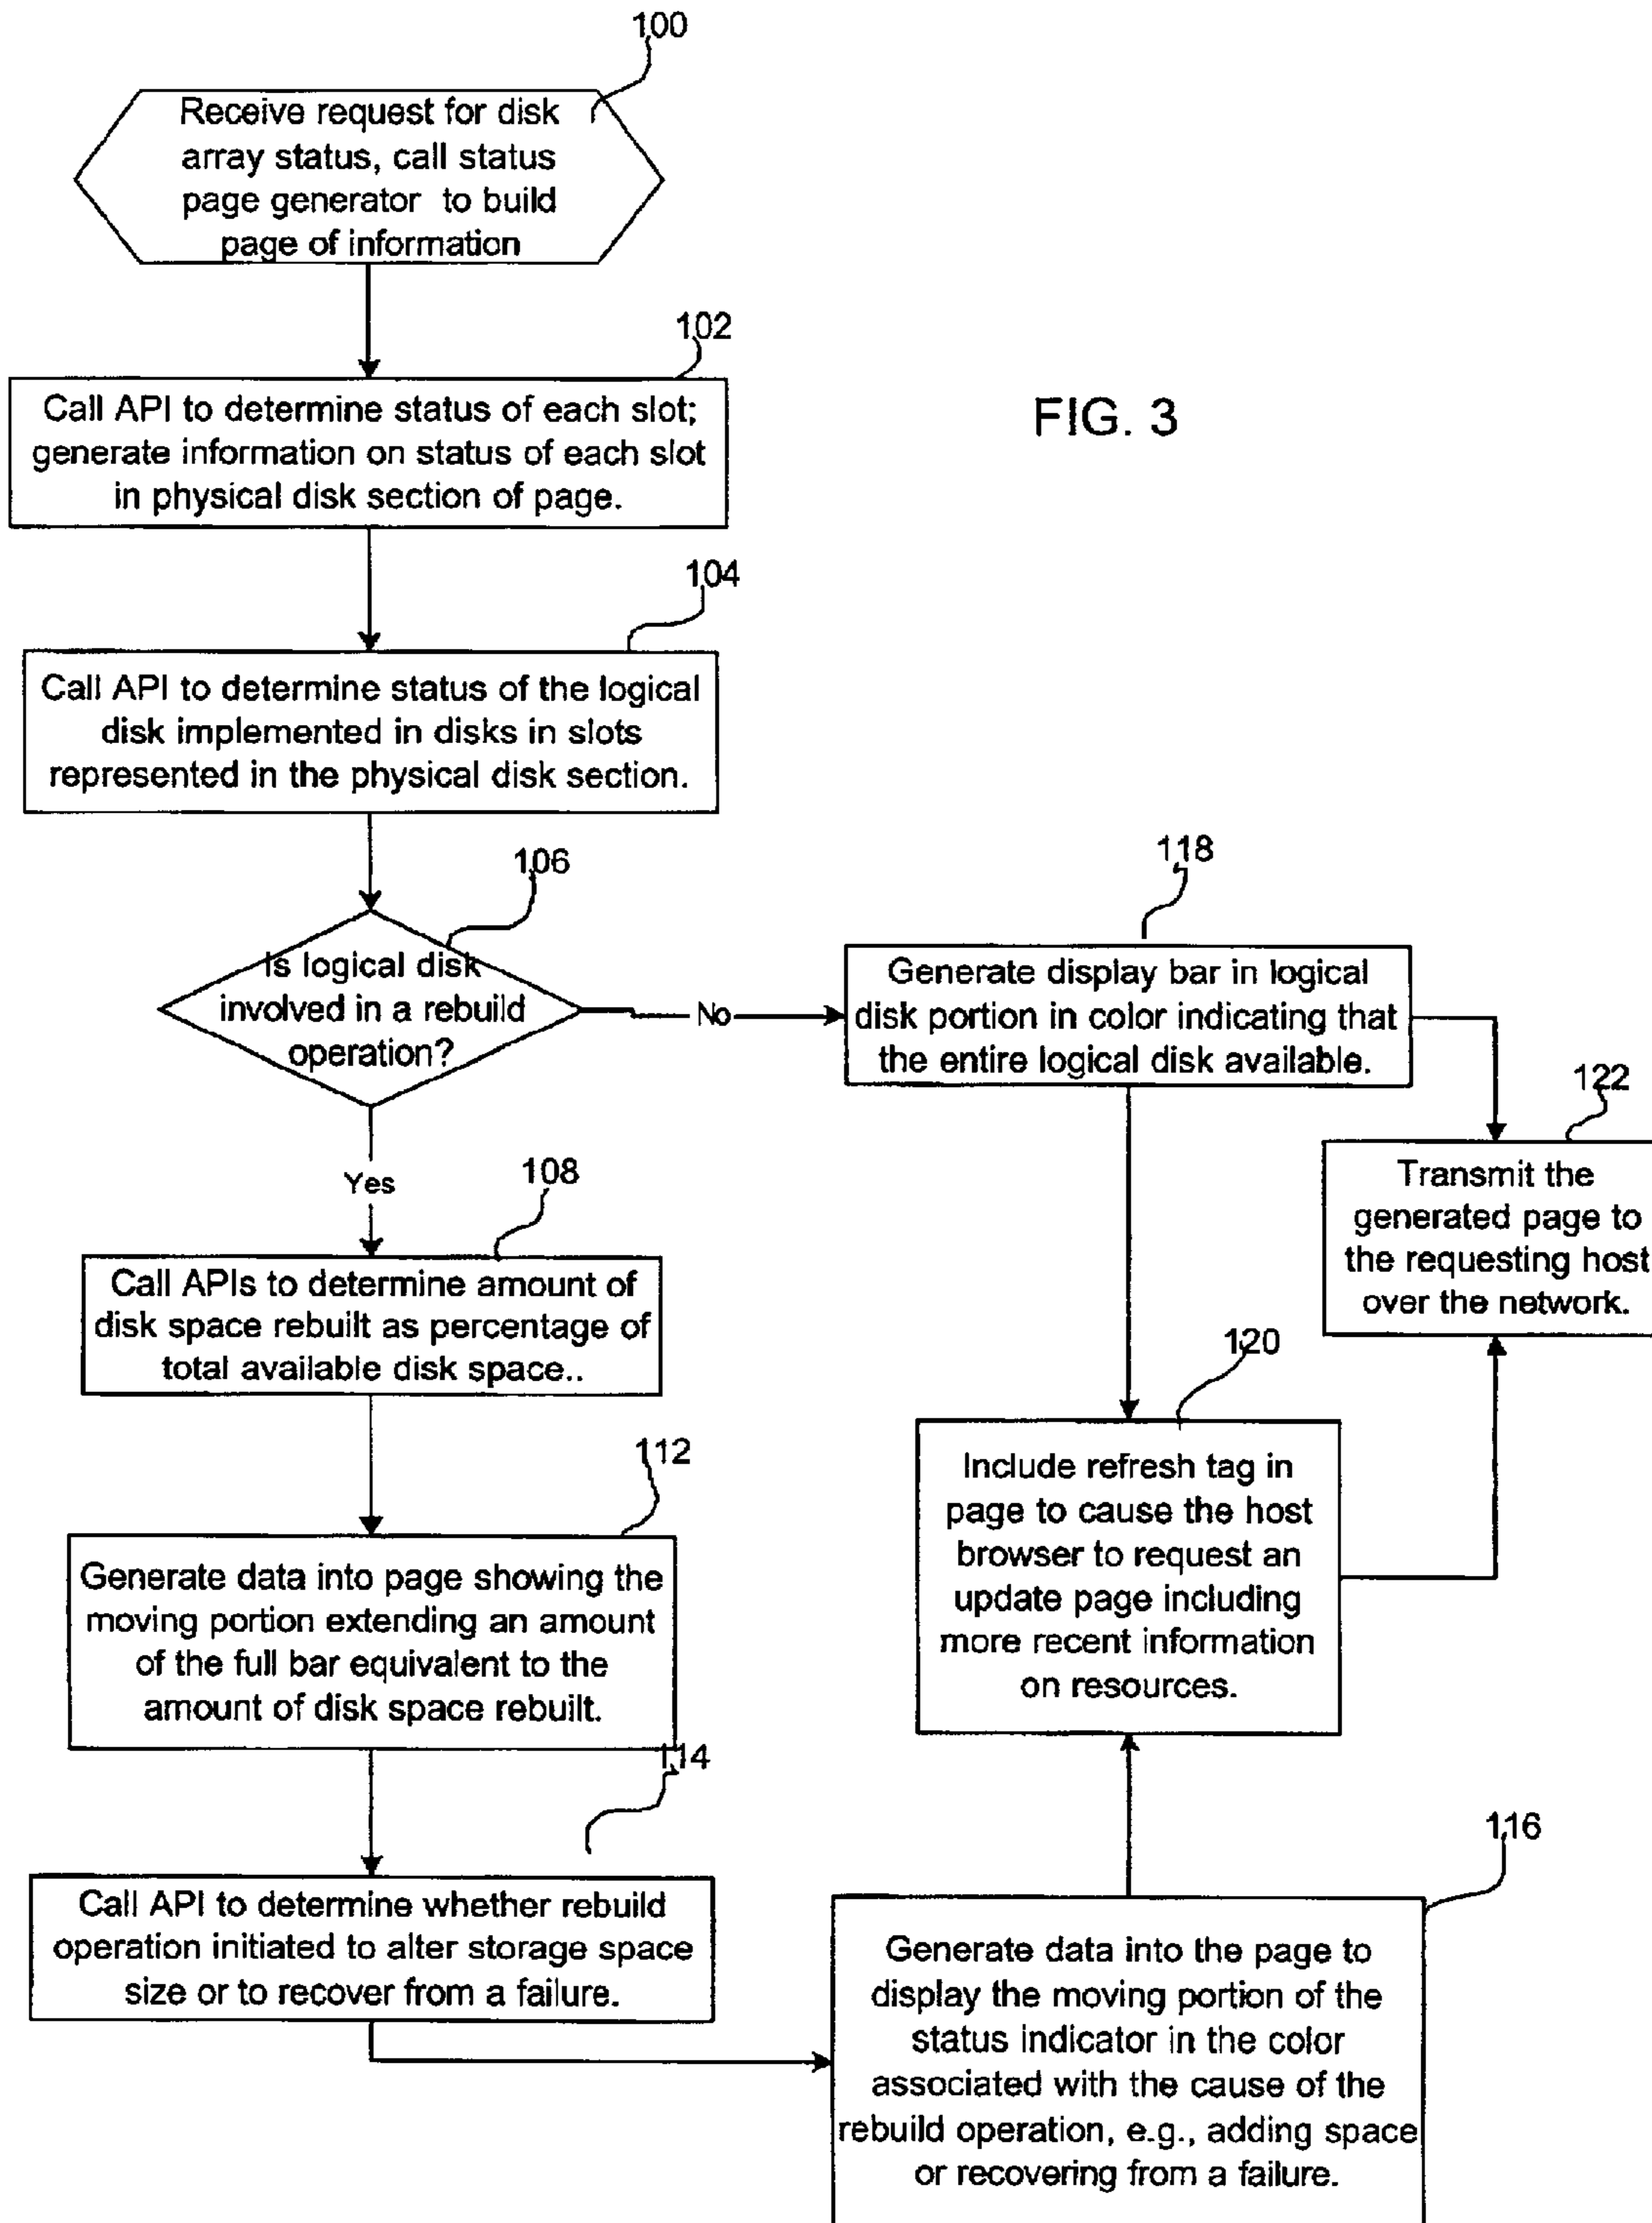 100
Receive request for disk
array status, call status
page generator to build
page of information
102
Call API to determine status of each slot;
generate information on status of each slot
in physical disk section of page.
FIG. 3
104
Call API to determine status of the logical
disk implemented in disks in slots
represented in the physical disk section.
106
Is logical disk
involved in a rebuild
operation?
No
118
Generate display bar in logical
disk portion in color indicating that
the entire logical disk available.
122
Transmit the
generated page to
the requesting host
over the network.
Yes
108
Call APIs to determine amount of
disk space rebuilt as percentage of
total available disk space..
120
Include refresh tag in
page to cause the host
browser to request an
update page including
more recent information
on resources.
112
Generate data into page showing the
moving portion extending an amount
of the full bar equivalent to the
amount of disk space rebuilt.
114
Call API to determine whether rebuild
operation initiated to alter storage space
size or to recover from a failure.
116
Generate data into the page to
display the moving portion of the
status indicator in the color
associated with the cause of the
rebuild operation, e.g., adding space
or recovering from a failure.